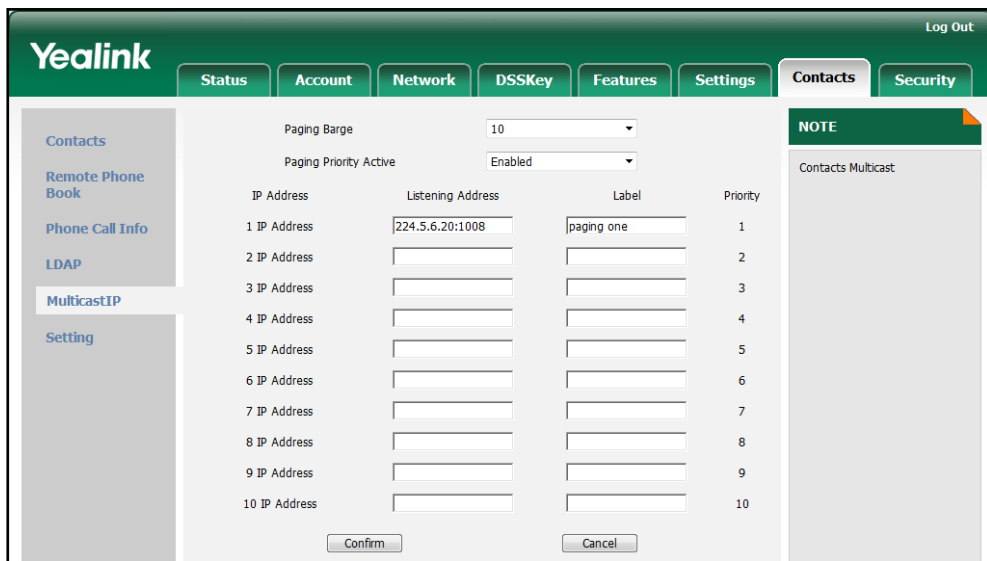 Log Out
Yealink
Status Account Network DSSKey Features Settings Contacts Security
Contacts
Remote Phone
Book
Phone Call Info
LDAP
MulticastIP
Setting
Paging Barge 10
Paging Priority Active Enabled
IP Address Listening Address Label Priority
1 IP Address 224.5.6.20:1008 paging one 1
2 IP Address 2
3 IP Address 3
4 IP Address 4
5 IP Address 5
6 IP Address 6
7 IP Address 7
8 IP Address 8
9 IP Address 9
10 IP Address 10
Confirm Cancel
NOTE
Contacts Multicast